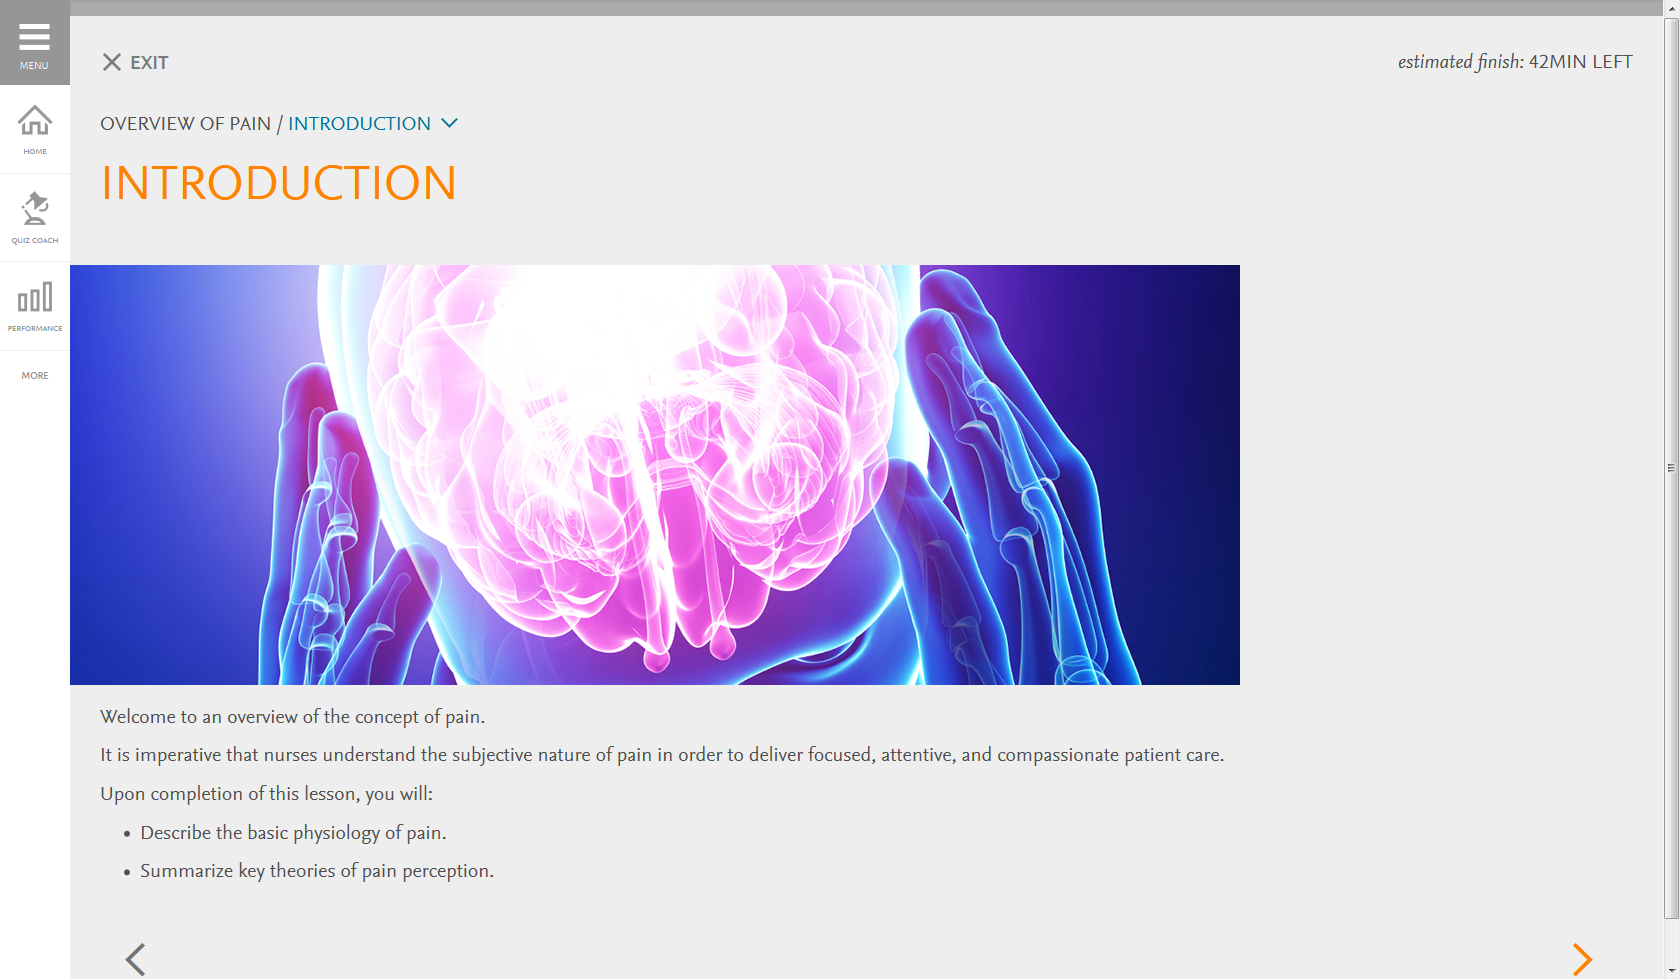 MENU
HOME
QUIZ COACH
PERFORMANCE
MORE
EXIT
estimated finish: 42MIN LEFT
OVERVIEW OF PAIN / INTRODUCTION
INTRODUCTION
Welcome to an overview of the concept of pain.
It is imperative that nurses understand the subjective nature of pain in order to deliver focused, attentive, and compassionate patient care.
Upon completion of this lesson, you will:
• Describe the basic physiology of pain.
• Summarize key theories of pain perception.